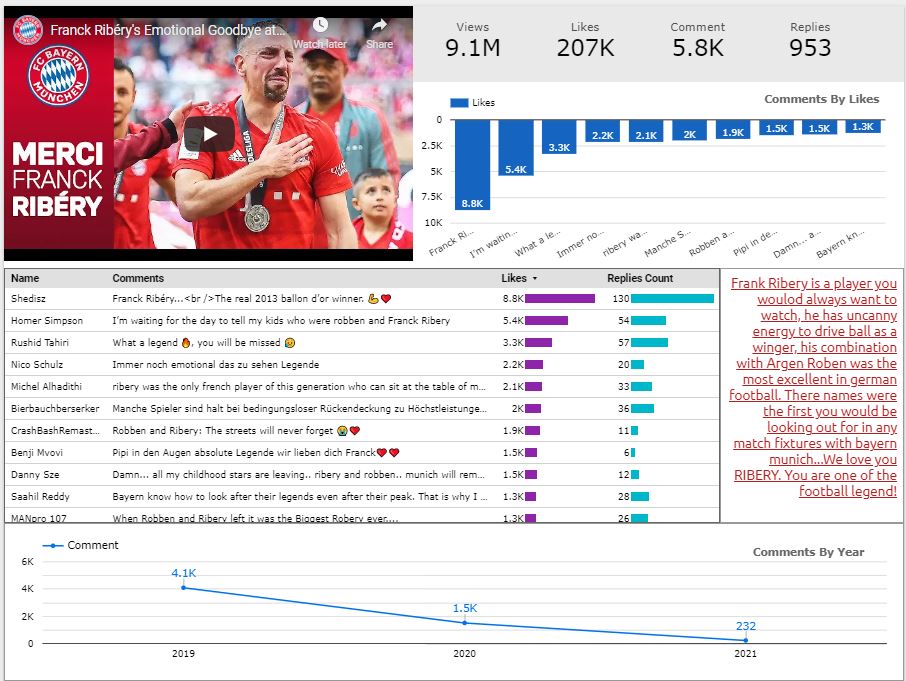 Franck Ribéry's Emotional Goodbye at...
Watch later
Share
FC BAYERN
MÜNCHEN
MERCI
FRANCK
RIBÉRY
Views
9.1M
Likes
207K
Comment
5.8K
Replies
953
Likes
Comments By Likes
0
2.5K
5K
7.5K
10K
8.8K
5.4K
3.3K
2.2K
2.1K
2K
1.9K
1.5K
1.5K
1.3K
Franck Ri...
I'm waitin...
What a le...
Immer no...
ribery wa...
Manche S...
Robben a...
Pipi in de...
Damn... a...
Bayern kn...
Name Comments Likes Replies Count
Shedisz Franck Ribéry...<br />The real 2013 ballon d'or winner. 💪❤️ 8.8K 130
Homer Simpson I'm waiting for the day to tell my kids who were robben and Franck Ribery 5.4K 54
Rushid Tahiri What a legend 🔥, you will be missed 😥 3.3K 57
Nico Schulz Immer noch emotional das zu sehen Legende 2.2K 20
Michel Alhadithi ribery was the only french player of this generation who can sit at the table of m... 2.1K 33
Bierbauchberserker Manche Spieler sind halt bei bedingungsloser Rückendeckung zu Höchstleistunge... 2K 36
CrashBashRemast... Robben and Ribery: The streets will never forget 😭❤️ 1.9K 11
Benji Mvovi Pipi in den Augen absolute Legende wir lieben dich Franck❤️❤️ 1.5K 6
Danny Sze Damn... all my childhood stars are leaving.. ribery and robben.. munich will rem... 1.5K 12
Saahil Reddy Bayern know how to look after their legends even after their peak. That is why I ... 1.3K 28
MANpro 107 When Robben and Ribery left it was the Biggest Robery ever.... 1.3K 26
Frank Ribery is a player you
woulod always want to
watch, he has uncanny
energy to drive ball as a
winger, his combination
with Argen Roben was the
most excellent in german
football. There names were
the first you would be
looking out for in any
match fixtures with bayern
munich...We love you
RIBERY. You are one of the
football legend!
Comment
Comments By Year
6K
4K
2K
0
4.1K
1.5K
232
2019
2020
2021